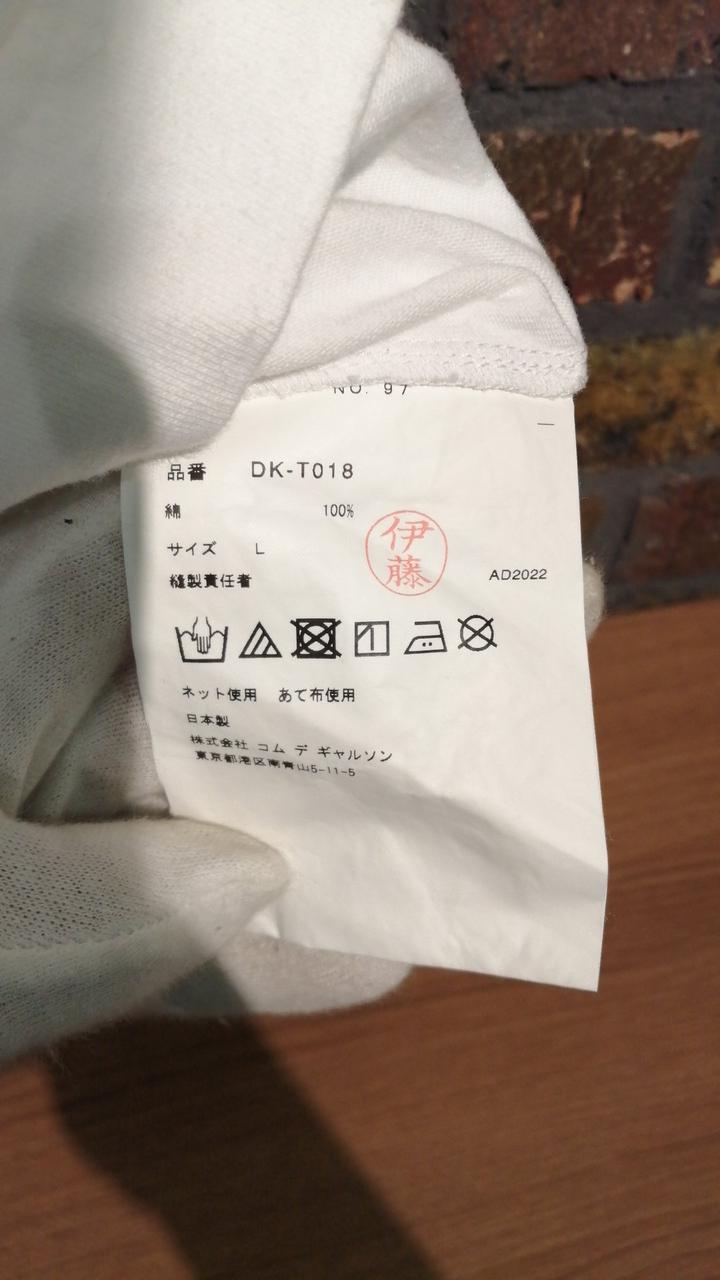 NO. 97
品番 DK-T018
綿 100%
サイズ L
縫製責任者
伊藤
AD2022
ネット使用 あて布使用
日本製
株式会社 コム デ ギャルソン
東京都港区南青山5-11-5